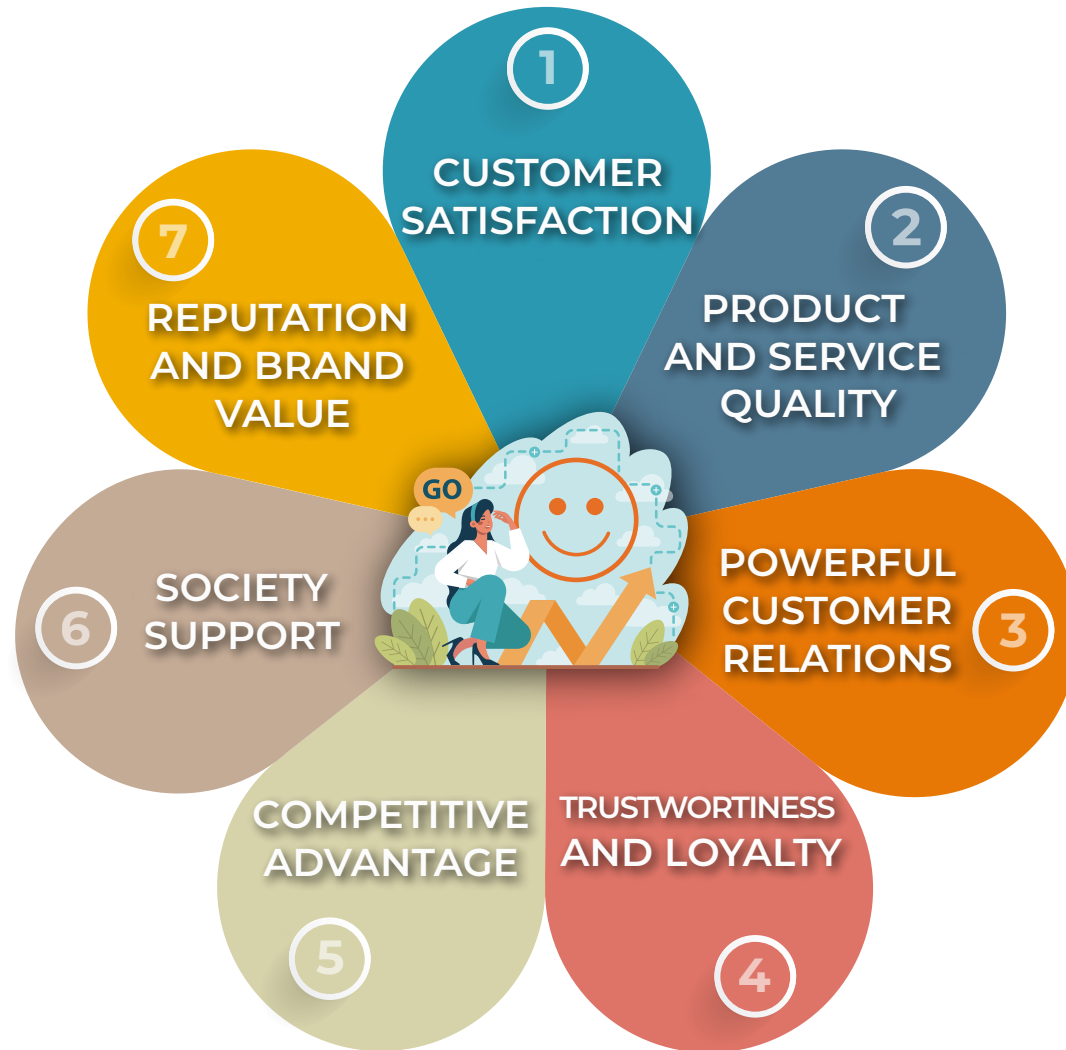 1
CUSTOMER
SATISFACTION
2
PRODUCT
AND SERVICE
QUALITY
3
POWERFUL
CUSTOMER
RELATIONS
4
TRUSTWORTINESS
AND LOYALTY
5
COMPETITIVE
ADVANTAGE
6
SOCIETY
SUPPORT
7
REPUTATION
AND BRAND
VALUE
GO